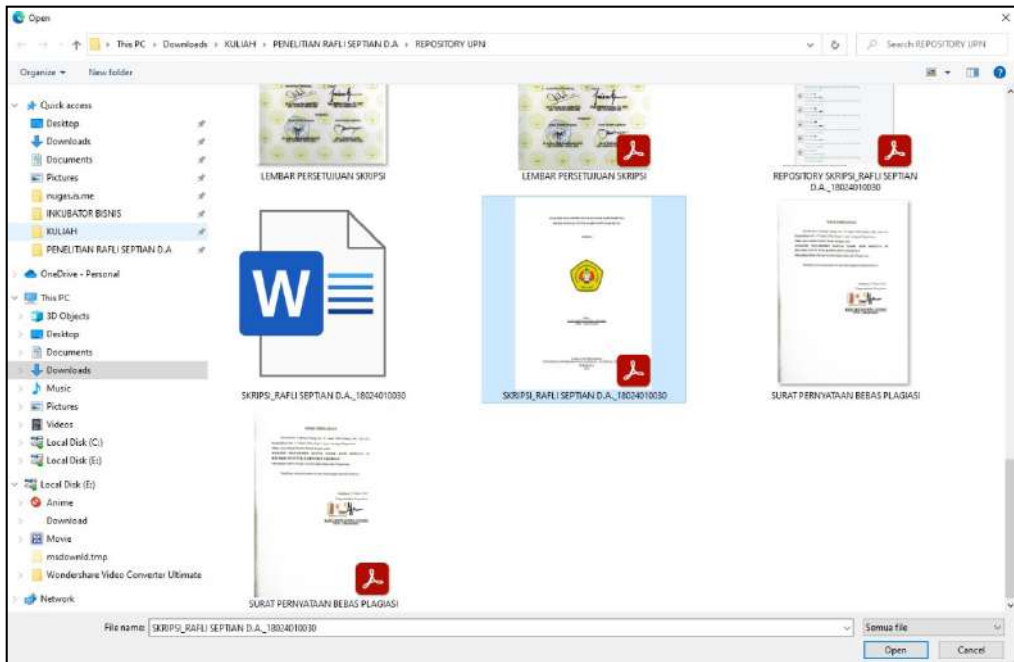 Open
This PC › Downloads › KULIAH › PENELITIAN RAFLI SEPTIAN D.A › REPOSITORY UPN
Search REPOSITORY UPN
Organize
New folder
Quick access
Desktop
Downloads
Documents
Pictures
nuges.is.me
INKUBATOR BISNIS
KULIAH
PENELITIAN RAFLI SEPTIAN D.A
OneDrive - Personal
This PC
3D Objects
Desktop
Documents
Downloads
Music
Pictures
Videos
Local Disk (C:)
Local Disk (E:)
Local Disk (E:)
Anime
Download
Movie
msdownld.tmp
Wondershare Video Converter Ultimate
Network
LEMBAR PERSETUJUAN SKRIPSI
LEMBAR PERSETUJUAN SKRIPSI
REPOSITORY SKRIPSI_RAFLI SEPTIAN
D.A._18024010030
W
SKRIPSI_RAFLI SEPTIAN D.A._18024010030
SKRIPSI_RAFLI SEPTIAN D.A._18024010030
SURAT PERNYATAAN BEBAS PLAGIASI
SURAT PERNYATAAN BEBAS PLAGIASI
File name: SKRIPSI_RAFLI SEPTIAN D.A._18024010030
Semua file
Open
Cancel